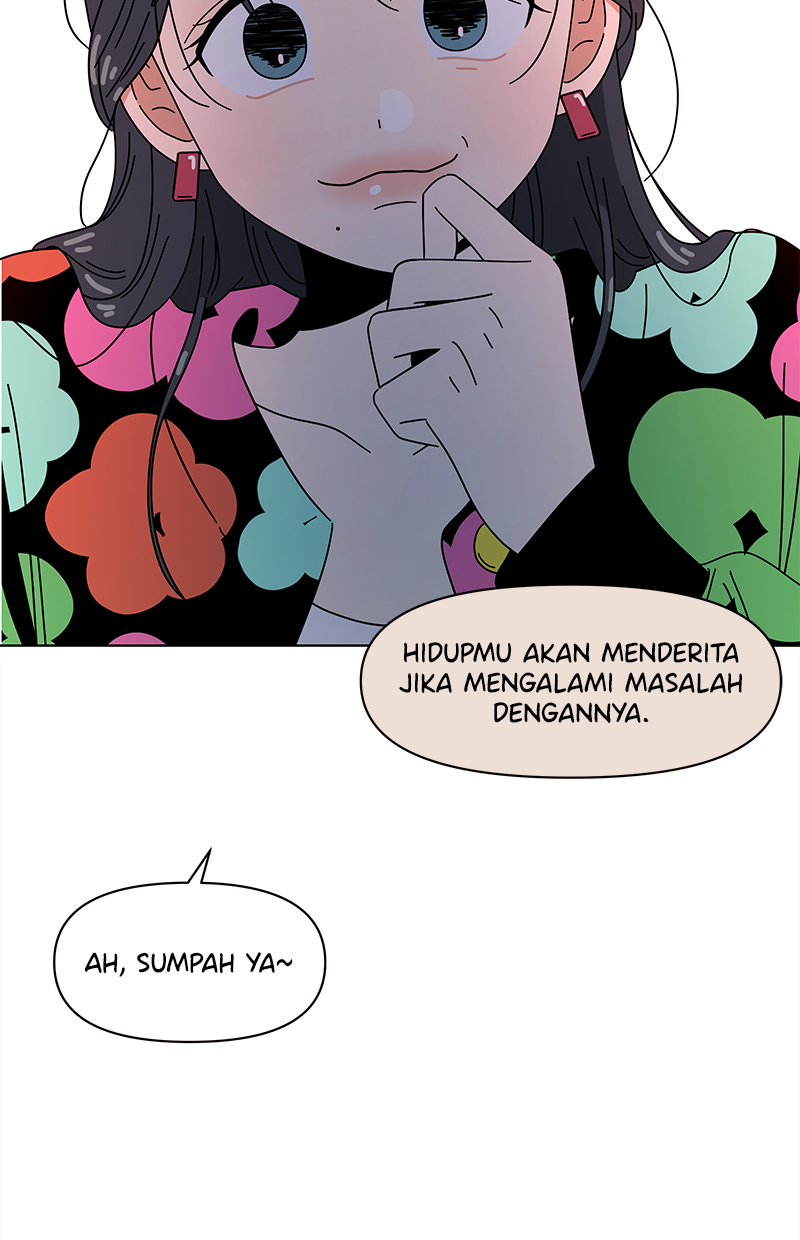 HIDUPMU AKAN MENDERITA
JIKA MENGALAMI MASALAH
DENGANNYA.
AH, SUMPAH YA~